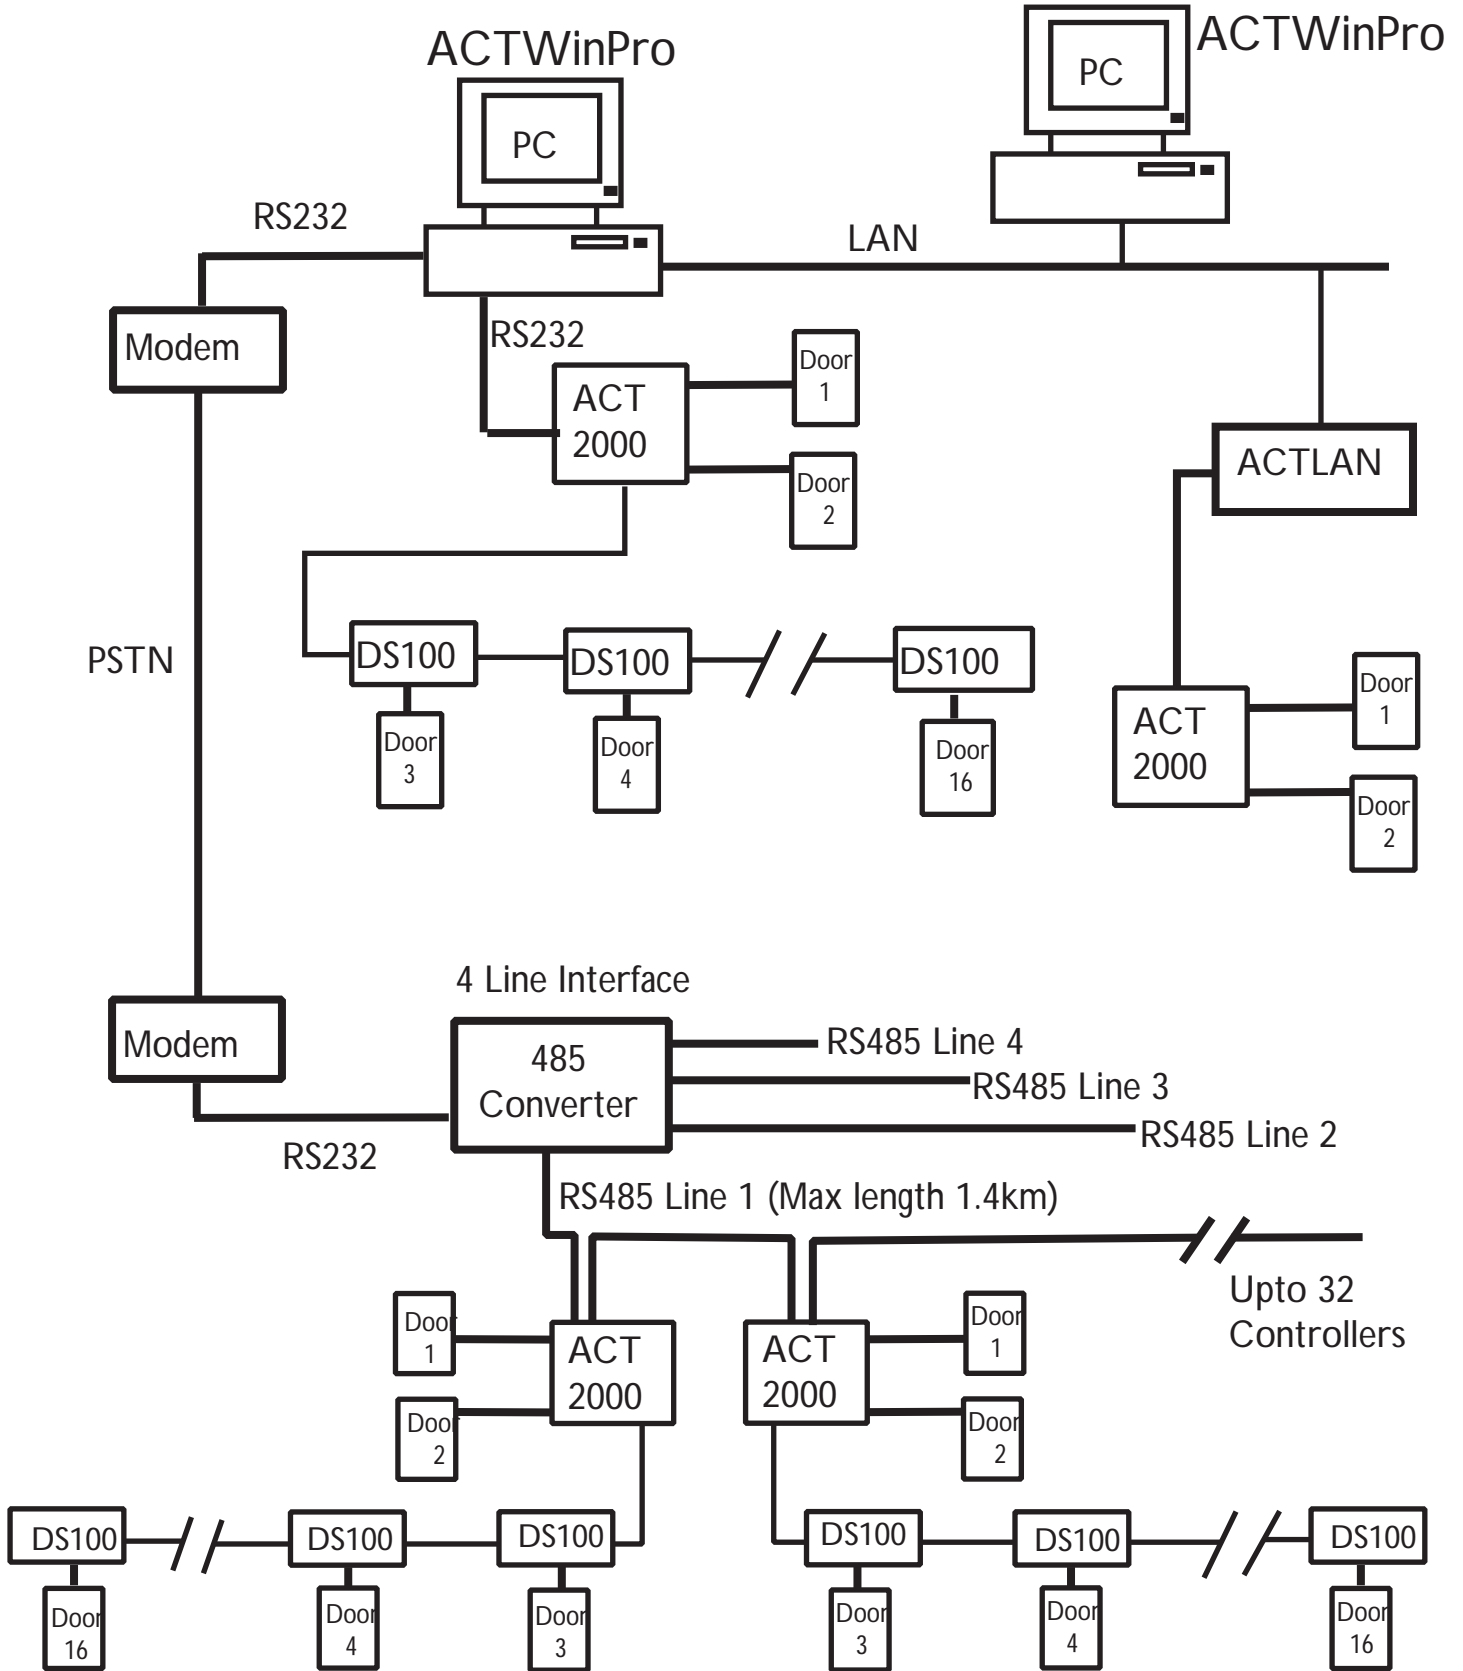 ACTWinPro
ACTWinPro
PC
PC
RS232
LAN
Modem
RS232
ACT
2000
Door
1
Door
2
ACTLAN
PSTN
DS100
DS100
DS100
Door
3
Door
4
Door
16
ACT
2000
Door
1
Door
2
4 Line Interface
485
Converter
RS485 Line 4
RS485 Line 3
RS485 Line 2
Modem
RS232
RS485 Line 1 (Max length 1.4km)
Upto 32
Controllers
Door
1
Door
2
ACT
2000
ACT
2000
Door
1
Door
2
DS100
DS100
DS100
DS100
DS100
DS100
Door
16
Door
4
Door
3
Door
3
Door
4
Door
16